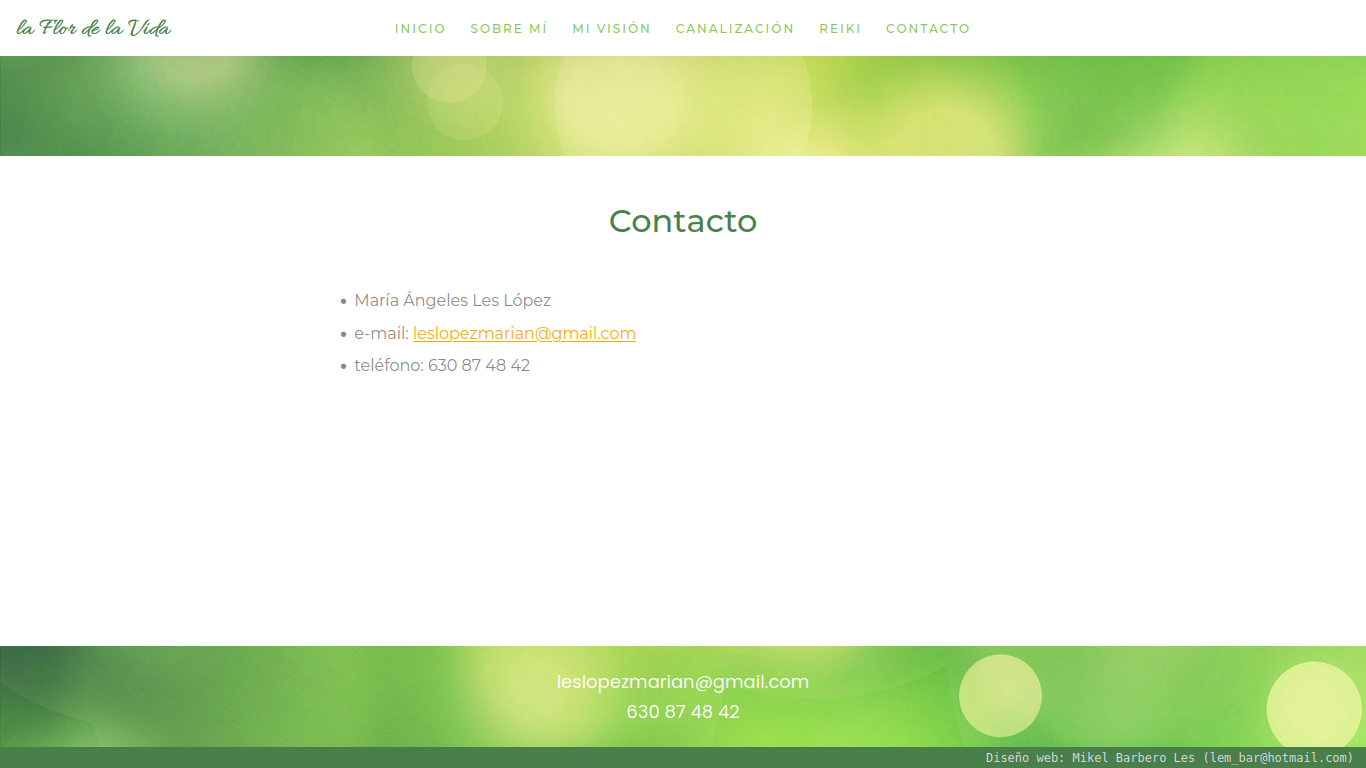 la Flor de la Vida
INICIO SOBRE MÍ MI VISIÓN CANALIZACIÓN REIKI CONTACTO
Contacto
• María Ángeles Les López
• e-mail: leslopezmarian@gmail.com
• teléfono: 630 87 48 42
leslopezmarian@gmail.com
630 87 48 42
Diseño web: Mikel Barbero Les (lem_bar@hotmail.com)